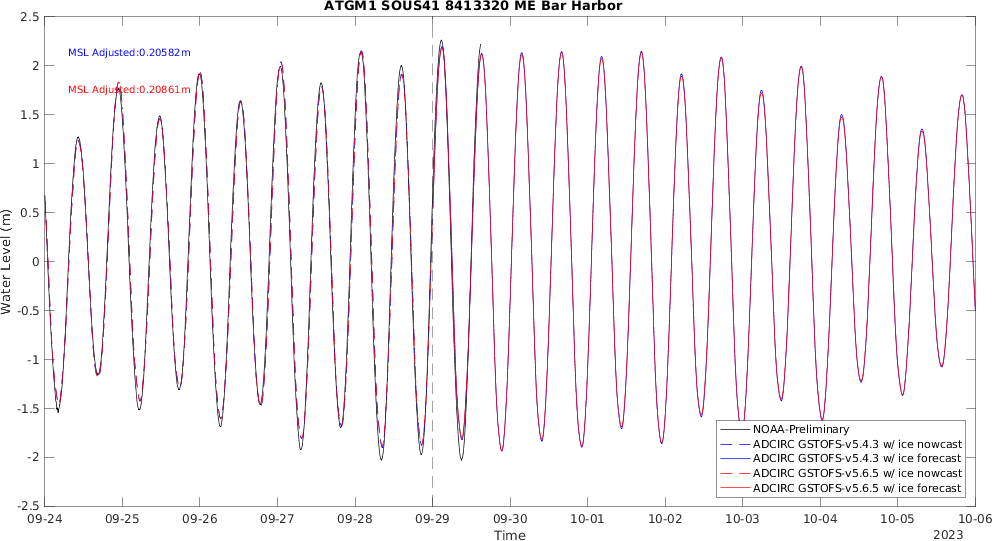 ATGM1 SOUS41 8413320 ME Bar Harbor
2.5
2
1.5
1
0.5
0
-0.5
-1
-1.5
-2
-2.5
Water Level (m)
MSL Adjusted:0.20582m
MSL Adjusted:0.20861m
NOAA-Preliminary
ADCIRC GSTOFS-v5.4.3 w/ ice nowcast
ADCIRC GSTOFS-v5.4.3 w/ ice forecast
ADCIRC GSTOFS-v5.6.5 w/ ice nowcast
ADCIRC GSTOFS-v5.6.5 w/ ice forecast
09-24 09-25 09-26 09-27 09-28 09-29 09-30 10-01 10-02 10-03 10-04 10-05 10-06
Time
2023